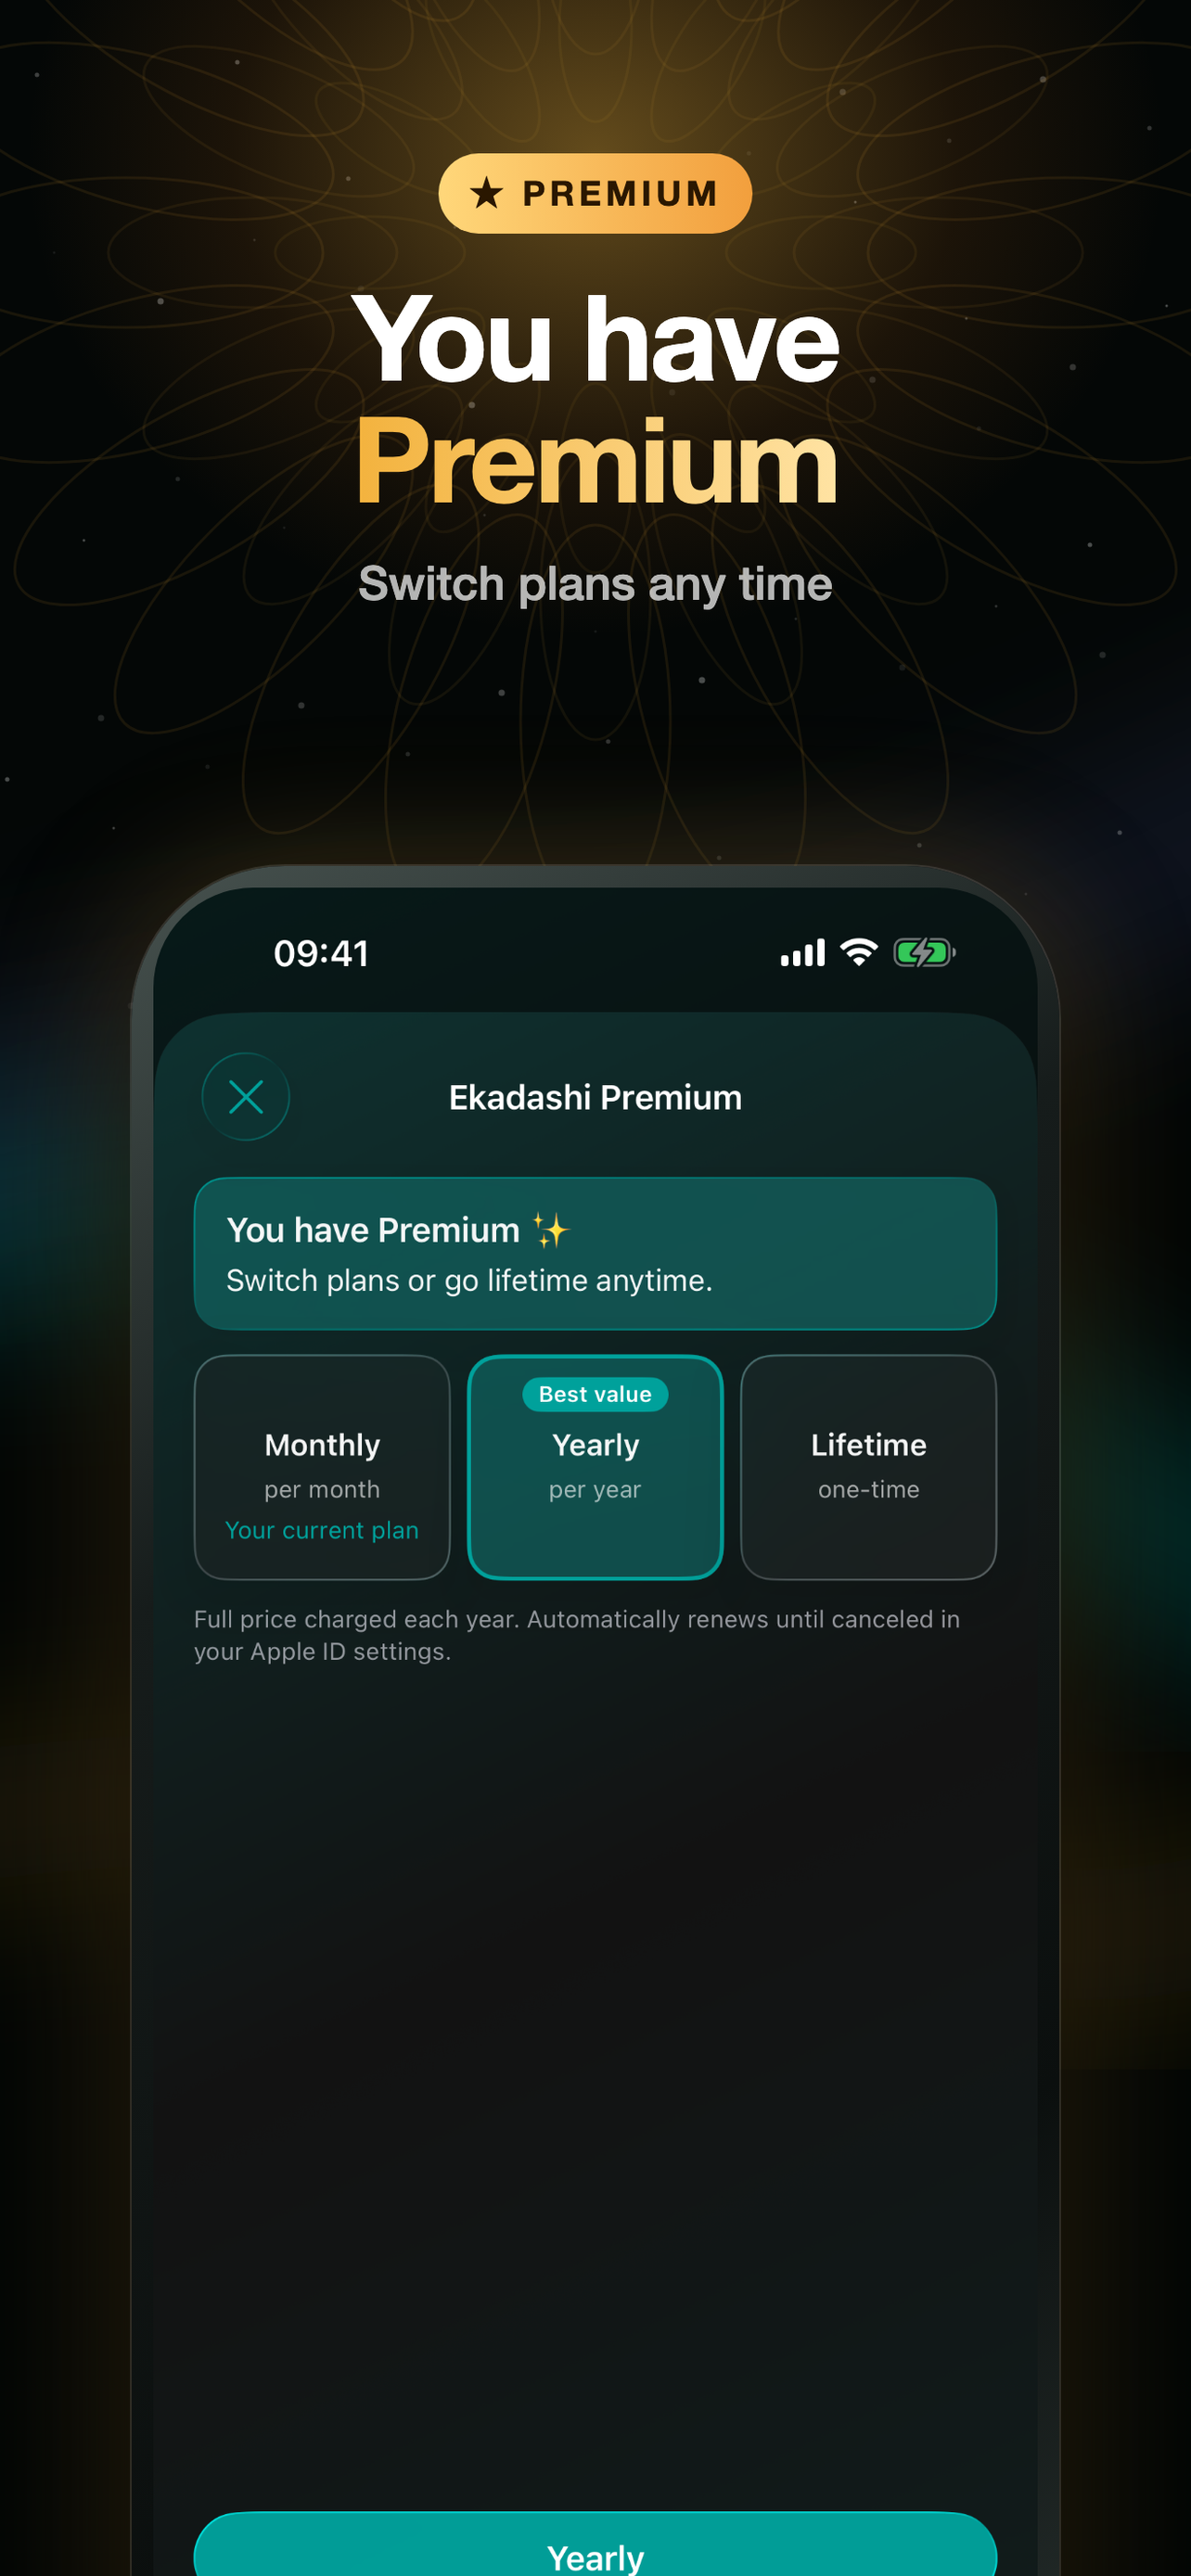 ★ PREMIUM
You have
Premium
Switch plans any time
09:41
Ekadashi Premium
You have Premium ✨
Switch plans or go lifetime anytime.
Monthly
per month
Your current plan
Best value
Yearly
per year
Lifetime
one-time
Full price charged each year. Automatically renews until canceled in
your Apple ID settings.
Yearly